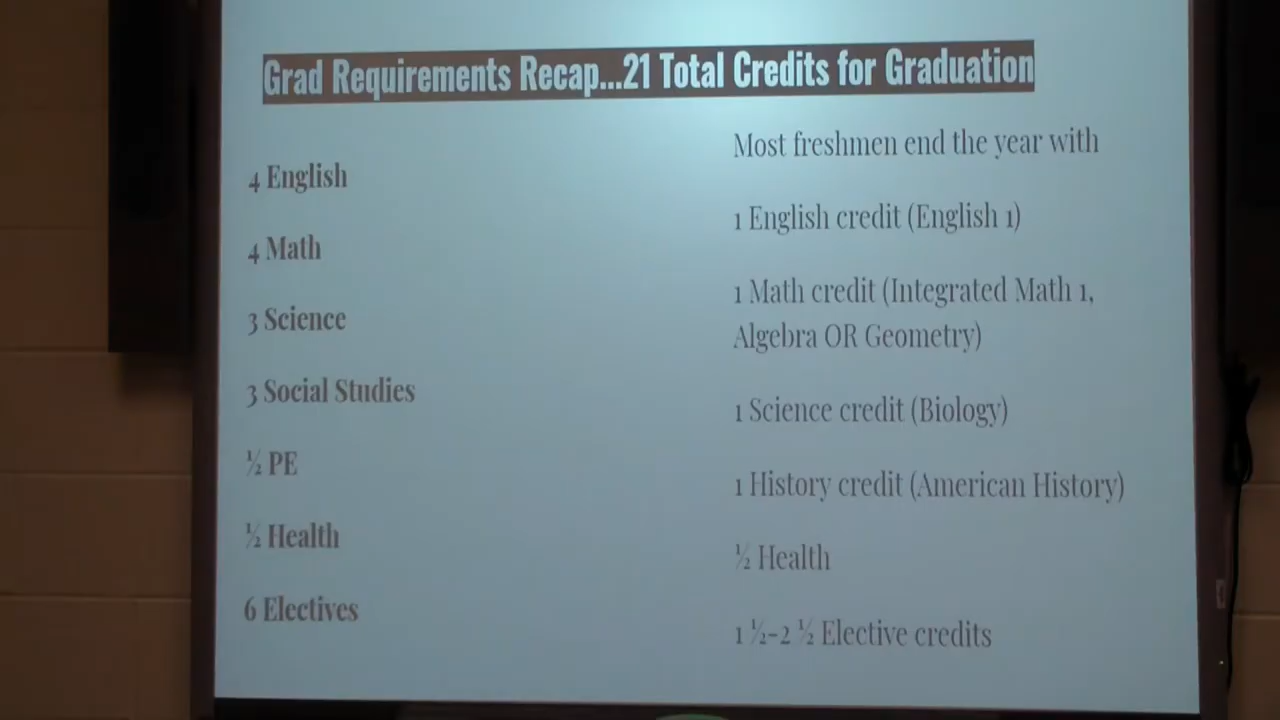 Grad Requirements Recap...21 Total Credits for Graduation
4 English
4 Math
3 Science
3 Social Studies
½ PE
½ Health
6 Electives
Most freshmen end the year with
1 English credit (English 1)
1 Math credit (Integrated Math 1,
Algebra OR Geometry)
1 Science credit (Biology)
1 History credit (American History)
½ Health
1 ½-2 ½ Elective credits